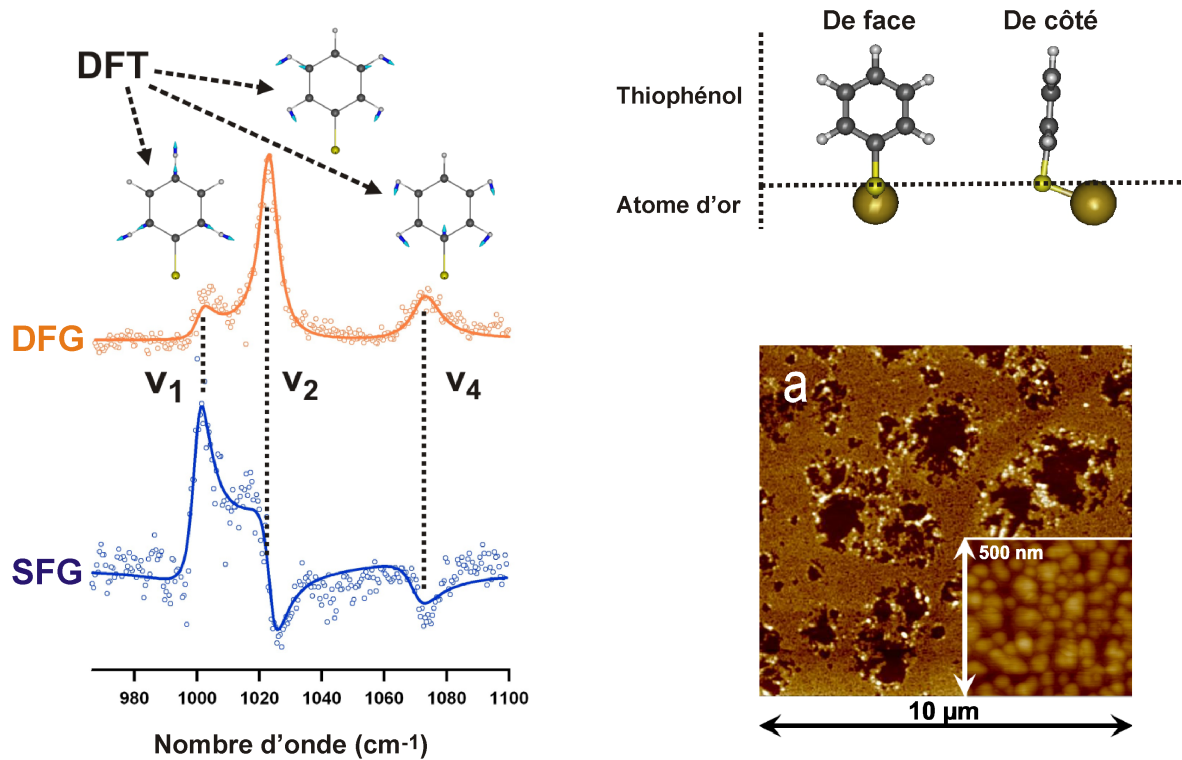 DFT
DFG
ν1
ν2
ν4
SFG
980 1000 1020 1040 1060 1080 1100
Nombre d’onde (cm-1)
De face De côté
Thiophénol
Atome d’or
a
500 nm
10 µm